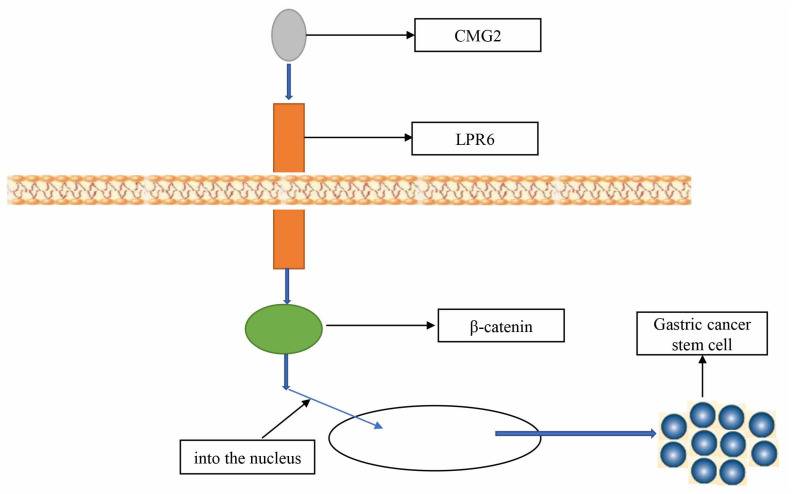 CMG2
LPR6
β-catenin
Gastric cancer
stem cell
into the nucleus